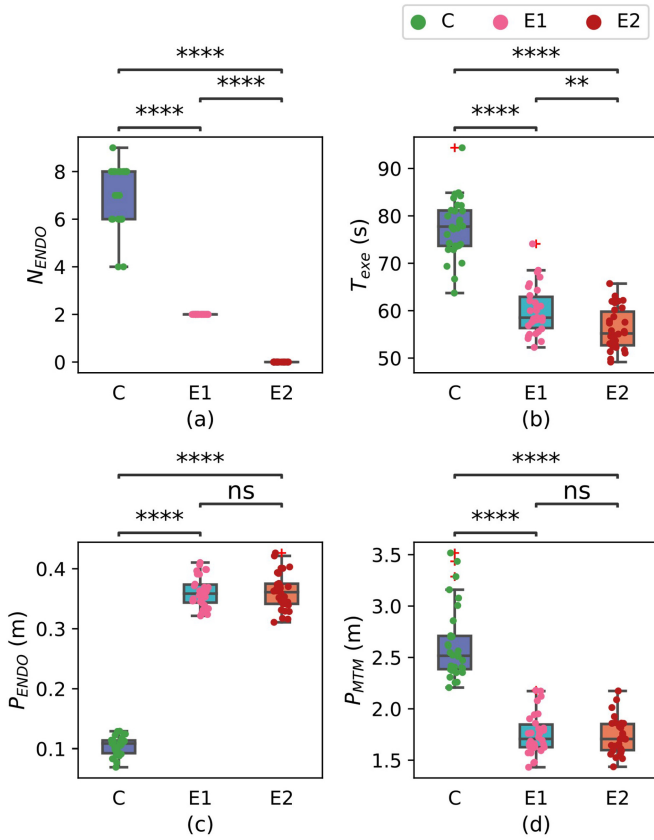 C E1 E2
**** ****
**** **** **** **
N_ENDO
8
6
4
2
0
C E1 E2
(a)
T_exe (s)
90
80
70
60
50
C E1 E2
(b)
**** ****
**** ns **** ns
P_ENDO (m)
0.4
0.3
0.2
0.1
C E1 E2
(c)
P_MTM (m)
3.5
3.0
2.5
2.0
1.5
C E1 E2
(d)